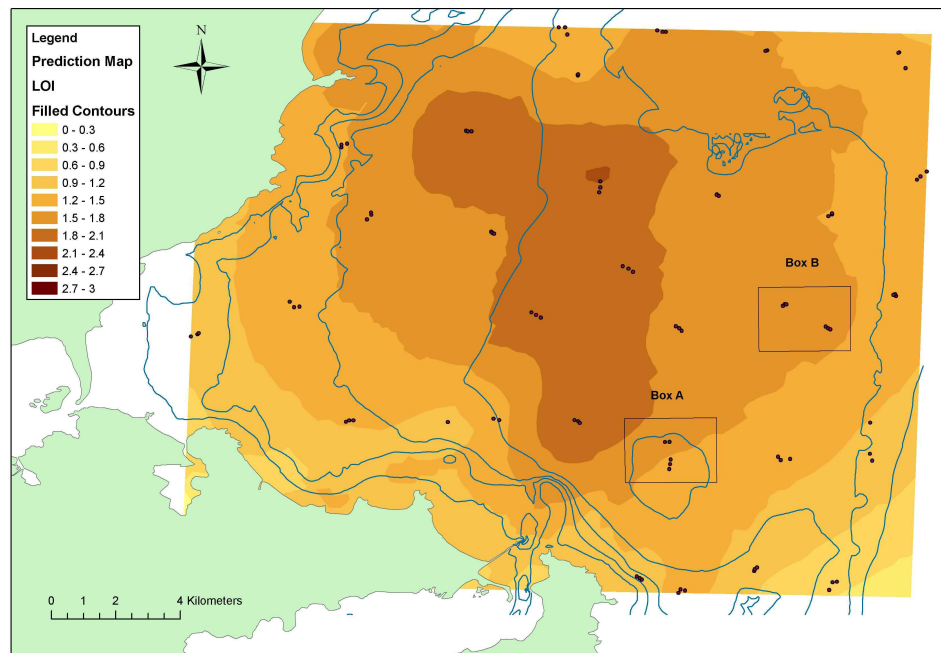 Legend
Prediction Map
LOI
Filled Contours
0 - 0.3
0.3 - 0.6
0.6 - 0.9
0.9 - 1.2
1.2 - 1.5
1.5 - 1.8
1.8 - 2.1
2.1 - 2.4
2.4 - 2.7
2.7 - 3
N
Box B
Box A
0 1 2 4 Kilometers